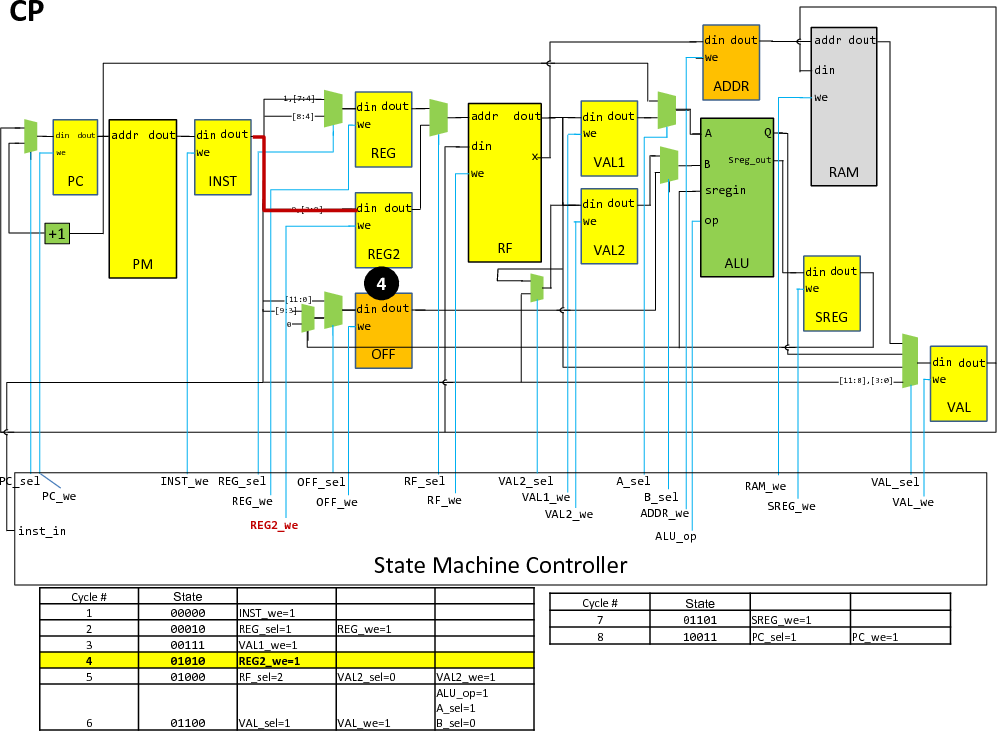 CP
din dout
we
PC
+1
addr dout
PM
din dout
we
INST
1,[7:4]
[8:4]
din dout
we
REG
din dout
we
REG2
4
[11:0]
[9:3]
0
din dout
we
OFF
addr dout
din
x
we
RF
din dout
we
VAL1
din dout
we
VAL2
din dout
we
ADDR
A Q
B Sreg_out
sregin
op
ALU
addr dout
din
we
RAM
din dout
we
SREG
[11:8],[3:0]
din dout
we
VAL
PC_sel
PC_we
INST_we
REG_sel
REG_we
REG2_we
OFF_sel
OFF_we
RF_sel
RF_we
VAL2_sel
VAL1_we
VAL2_we
A_sel
B_sel
ADDR_we
ALU_op
RAM_we
SREG_we
VAL_sel
VAL_we
inst_in
State Machine Controller
Cycle # State
1 00000 INST_we=1
2 00010 REG_sel=1 REG_we=1
3 00111 VAL1_we=1
4 01010 REG2_we=1
5 01000 RF_sel=2 VAL2_sel=0 VAL2_we=1
ALU_op=1
A_sel=1
6 01100 VAL_sel=1 VAL_we=1 B_sel=0
Cycle # State
7 01101 SREG_we=1
8 10011 PC_sel=1 PC_we=1